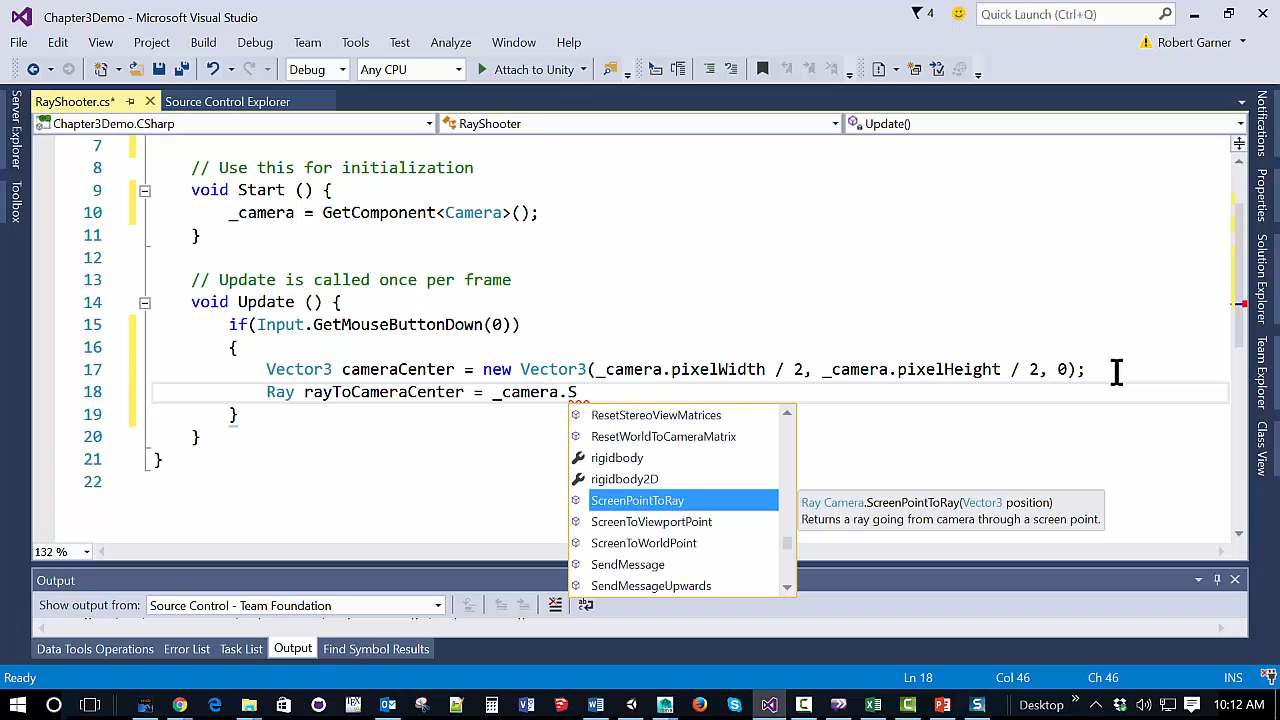 Chapter3Demo - Microsoft Visual Studio
4
Quick Launch (Ctrl+Q)
File Edit View Project Build Debug Team Tools Test Analyze Window Help
Robert Garner
Debug
Any CPU
Attach to Unity
RayShooter.cs*
Source Control Explorer
Chapter3Demo.CSharp
RayShooter
Update()
Server Explorer
Toolbox
Notifications
Properties
Solution Explorer
Team Explorer
Class View
7
8 // Use this for initialization
9 void Start () {
10 _camera = GetComponent<Camera>();
11 }
12
13 // Update is called once per frame
14 void Update () {
15 if(Input.GetMouseButtonDown(0))
16 {
17 Vector3 cameraCenter = new Vector3(_camera.pixelWidth / 2, _camera.pixelHeight / 2, 0);
18 Ray rayToCameraCenter = _camera.S
19 }
20 }
21 }
22
ResetStereoViewMatrices
ResetWorldToCameraMatrix
rigidbody
rigidbody2D
ScreenPointToRay
ScreenToViewportPoint
ScreenToWorldPoint
SendMessage
SendMessageUpwards
Ray Camera.ScreenPointToRay(Vector3 position)
Returns a ray going from camera through a screen point.
132 %
Output
Show output from: Source Control - Team Foundation
Data Tools Operations Error List Task List Output Find Symbol Results
Ready
Ln 18
Col 46
Ch 46
INS
Desktop
10:12 AM